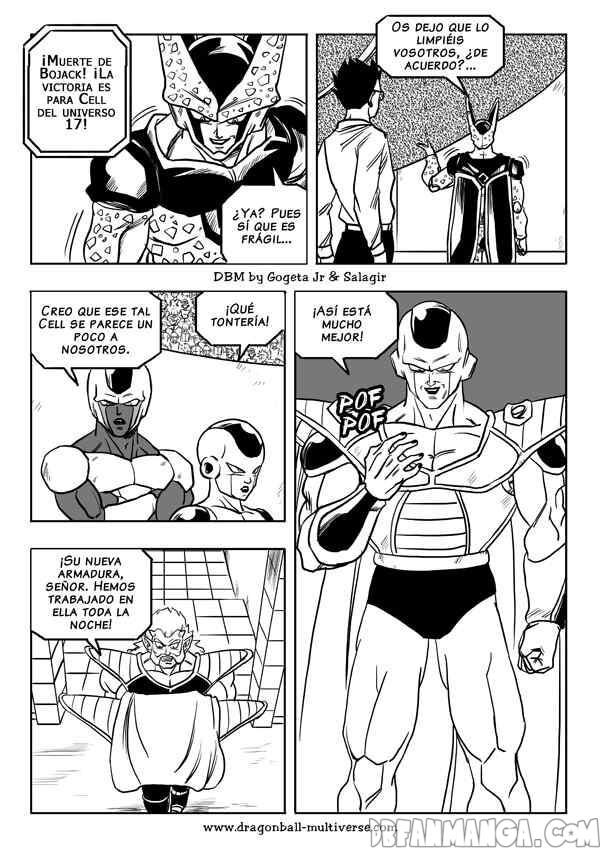 ¡MUERTE DE
BOJACK! ¡LA
VICTORIA ES
PARA CELL
DEL UNIVERSO
17!
¿YA? PUES
SÍ QUE ES
FRÁGIL...
OS DEJO QUE LO
LIMPIÉIS
VOSOTROS, ¿DE
ACUERDO?...
DBM by Gogeta Jr & Salagir
CREO QUE ESE TAL
CELL SE PARECE UN
POCO A
NOSOTROS.
¡QUÉ
TONTERÍA!
¡ASÍ ESTÁ
MUCHO
MEJOR!
POF
POF
¡SU NUEVA
ARMADURA,
SEÑOR. HEMOS
TRABAJADO EN
ELLA TODA LA
NOCHE!
www.dragonball-multiverse.com
DBFANMANGA.COM